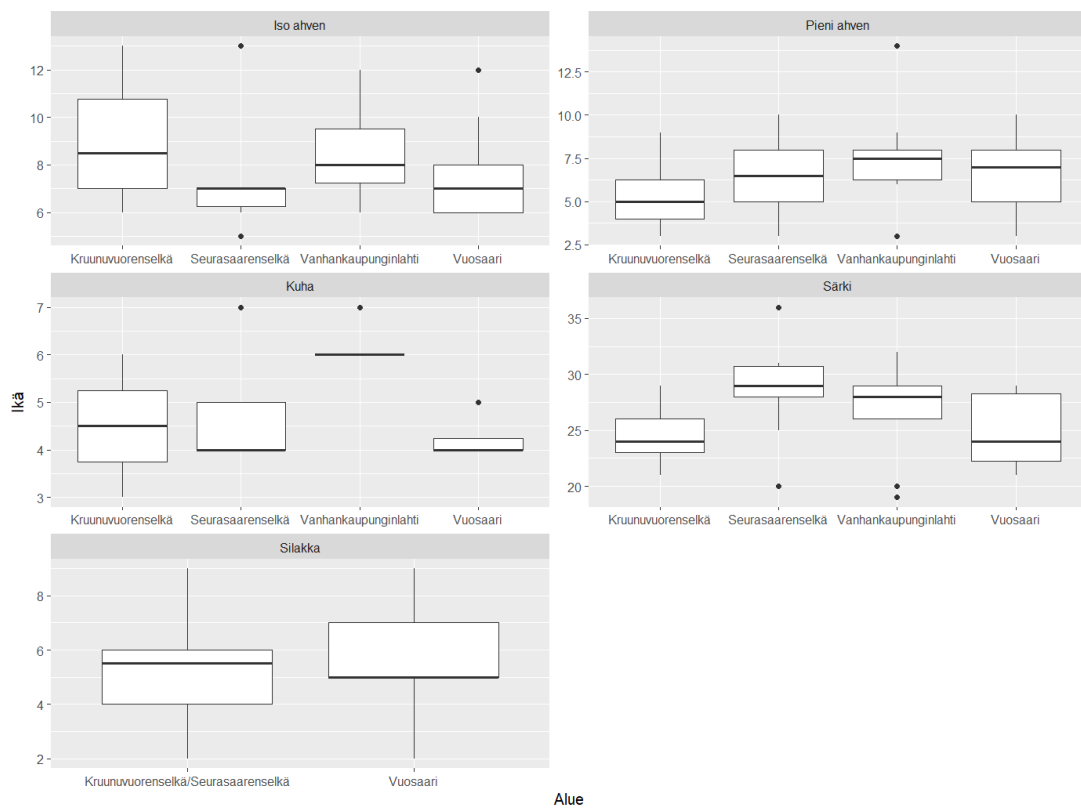 Iso ahven
12
10
8
6
Kruunuvuorenselkä Seurasaarenselkä Vanhankaupunginlahti Vuosaari
Pieni ahven
12.5
10.0
7.5
5.0
2.5
Kruunuvuorenselkä Seurasaarenselkä Vanhankaupunginlahti Vuosaari
Kuha
7
6
5
4
3
Kruunuvuorenselkä Seurasaarenselkä Vanhankaupunginlahti Vuosaari
Särki
35
30
25
20
Kruunuvuorenselkä Seurasaarenselkä Vanhankaupunginlahti Vuosaari
Silakka
8
6
4
2
Kruunuvuorenselkä/Seurasaarenselkä Vuosaari
Ikä
Alue